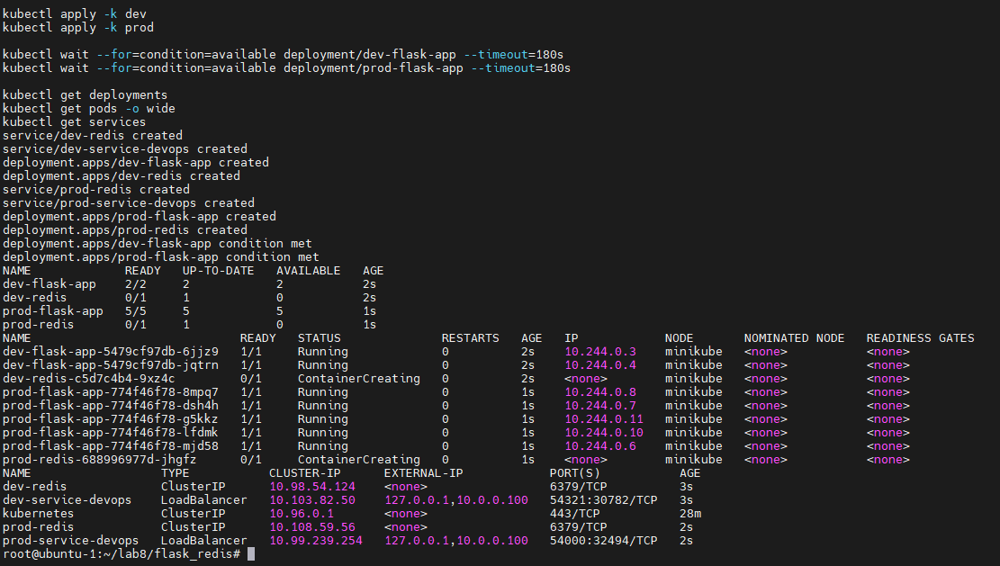 kubectl apply -k dev
kubectl apply -k prod
kubectl wait --for=condition=available deployment/dev-flask-app --timeout=180s
kubectl wait --for=condition=available deployment/prod-flask-app --timeout=180s
kubectl get deployments
kubectl get pods -o wide
kubectl get services
service/dev-redis created
service/dev-service-devops created
deployment.apps/dev-flask-app created
deployment.apps/dev-redis created
service/prod-redis created
service/prod-service-devops created
deployment.apps/prod-flask-app created
deployment.apps/prod-redis created
deployment.apps/dev-flask-app condition met
deployment.apps/prod-flask-app condition met
NAME             READY   UP-TO-DATE   AVAILABLE   AGE
dev-flask-app    2/2     2            2           2s
dev-redis        0/1     1            0           2s
prod-flask-app   5/5     5            5           1s
prod-redis       0/1     1            0           1s
NAME                             READY   STATUS              RESTARTS   AGE   IP            NODE       NOMINATED NODE   READINESS GATES
dev-flask-app-5479cf97db-6jjz9   1/1     Running             0          2s    10.244.0.3    minikube   <none>           <none>
dev-flask-app-5479cf97db-jqtrn   1/1     Running             0          2s    10.244.0.4    minikube   <none>           <none>
dev-redis-c5d7c4b4-9xz4c         0/1     ContainerCreating   0          2s    <none>        minikube   <none>           <none>
prod-flask-app-774f46f78-8mpq7   1/1     Running             0          1s    10.244.0.8    minikube   <none>           <none>
prod-flask-app-774f46f78-dsh4h   1/1     Running             0          1s    10.244.0.7    minikube   <none>           <none>
prod-flask-app-774f46f78-g5kkz   1/1     Running             0          1s    10.244.0.11   minikube   <none>           <none>
prod-flask-app-774f46f78-lfdmk   1/1     Running             0          1s    10.244.0.10   minikube   <none>           <none>
prod-flask-app-774f46f78-mjd58   1/1     Running             0          1s    10.244.0.6    minikube   <none>           <none>
prod-redis-688996977d-jhgfz      0/1     ContainerCreating   0          1s    <none>        minikube   <none>           <none>
NAME                  TYPE           CLUSTER-IP      EXTERNAL-IP            PORT(S)           AGE
dev-redis             ClusterIP      10.98.54.124    <none>                 6379/TCP          3s
dev-service-devops    LoadBalancer   10.103.82.50    127.0.0.1,10.0.0.100   54321:30782/TCP   3s
kubernetes            ClusterIP      10.96.0.1       <none>                 443/TCP           28m
prod-redis            ClusterIP      10.108.59.56    <none>                 6379/TCP          2s
prod-service-devops   LoadBalancer   10.99.239.254   127.0.0.1,10.0.0.100   54000:32494/TCP   2s
root@ubuntu-1:~/lab8/flask_redis#